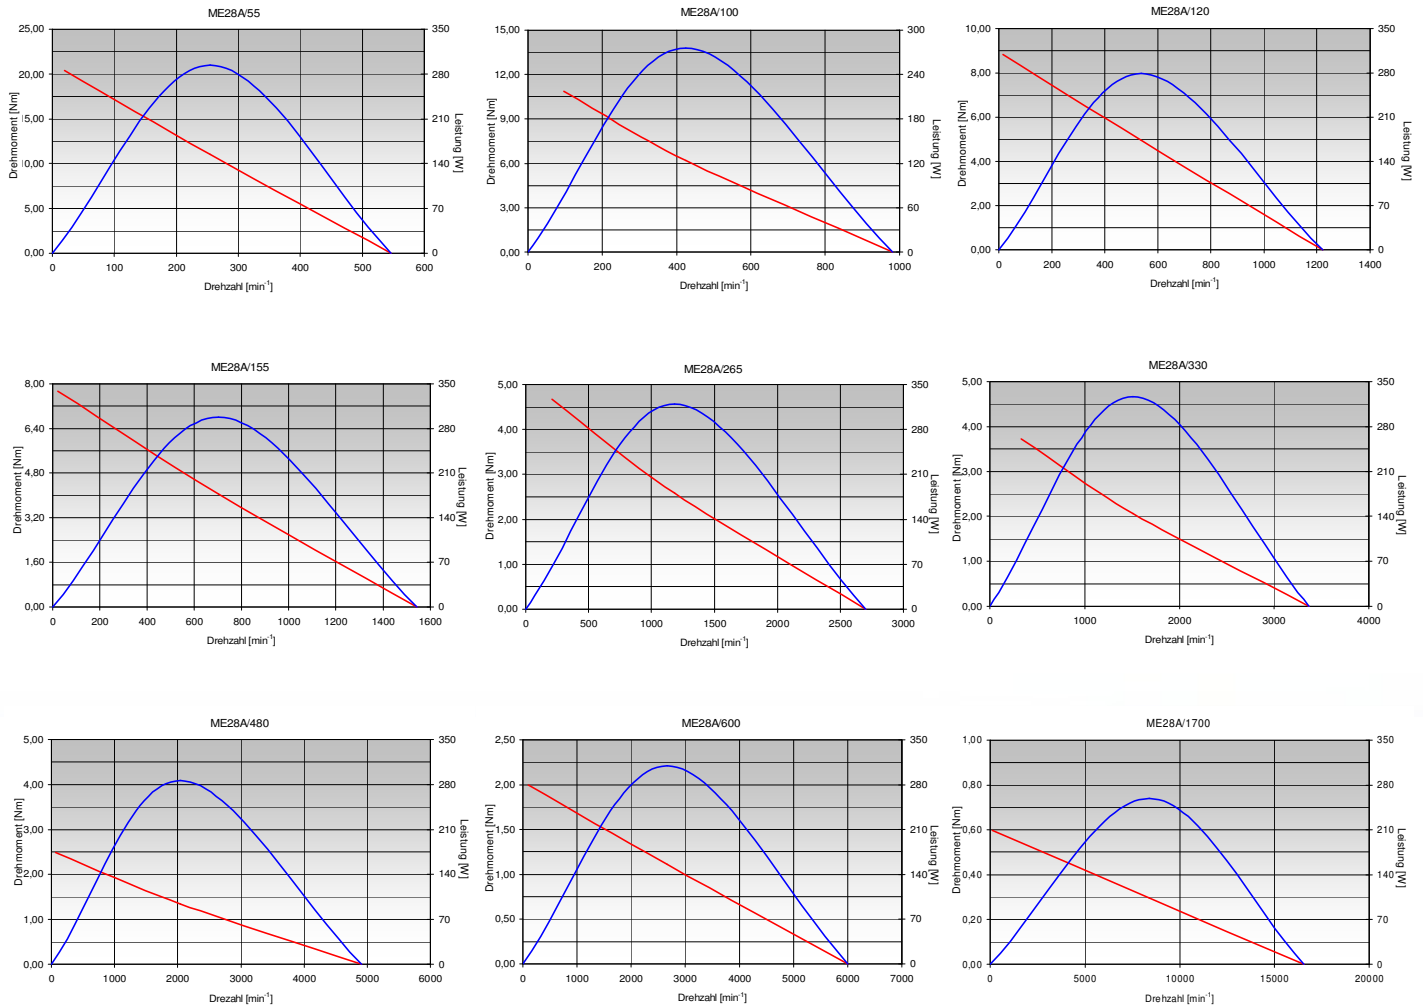 ME28A/55
25,00
20,00
15,00
10,00
5,00
0,00
350
280
210
140
70
0
0 100 200 300 400 500 600
Drehmoment [Nm]
Leistung [W]
Drehzahl [min-1]
ME28A/100
15,00
12,00
9,00
6,00
3,00
0,00
300
240
180
120
60
0
0 200 400 600 800 1000
Drehmoment [Nm]
Leistung [W]
Drehzahl [min-1]
ME28A/120
10,00
8,00
6,00
4,00
2,00
0,00
350
280
210
140
70
0
0 200 400 600 800 1000 1200 1400
Drehmoment [Nm]
Leistung [W]
Drehzahl [min-1]
ME28A/155
8,00
6,40
4,80
3,20
1,60
0,00
350
280
210
140
70
0
0 200 400 600 800 1000 1200 1400 1600
Drehmoment [Nm]
Leistung [W]
Drehzahl [min-1]
ME28A/265
5,00
4,00
3,00
2,00
1,00
0,00
350
280
210
140
70
0
0 500 1000 1500 2000 2500 3000
Drehmoment [Nm]
Leistung [W]
Drehzahl [min-1]
ME28A/330
5,00
4,00
3,00
2,00
1,00
0,00
350
280
210
140
70
0
0 1000 2000 3000 4000
Drehmoment [Nm]
Leistung [W]
Drehzahl [min-1]
ME28A/480
5,00
4,00
3,00
2,00
1,00
0,00
350
280
210
140
70
0
0 1000 2000 3000 4000 5000 6000
Drehmoment [Nm]
Leistung [W]
Drezahl [min-1]
ME28A/600
2,50
2,00
1,50
1,00
0,50
0,00
350
280
210
140
70
0
0 1000 2000 3000 4000 5000 6000 7000
Drehmoment [Nm]
Leistung [W]
Drehzahl [min-1]
ME28A/1700
1,00
0,80
0,60
0,40
0,20
0,00
350
280
210
140
70
0
0 5000 10000 15000 20000
Drehmoment [Nm]
Leistung [W]
Drehzahl [min-1]